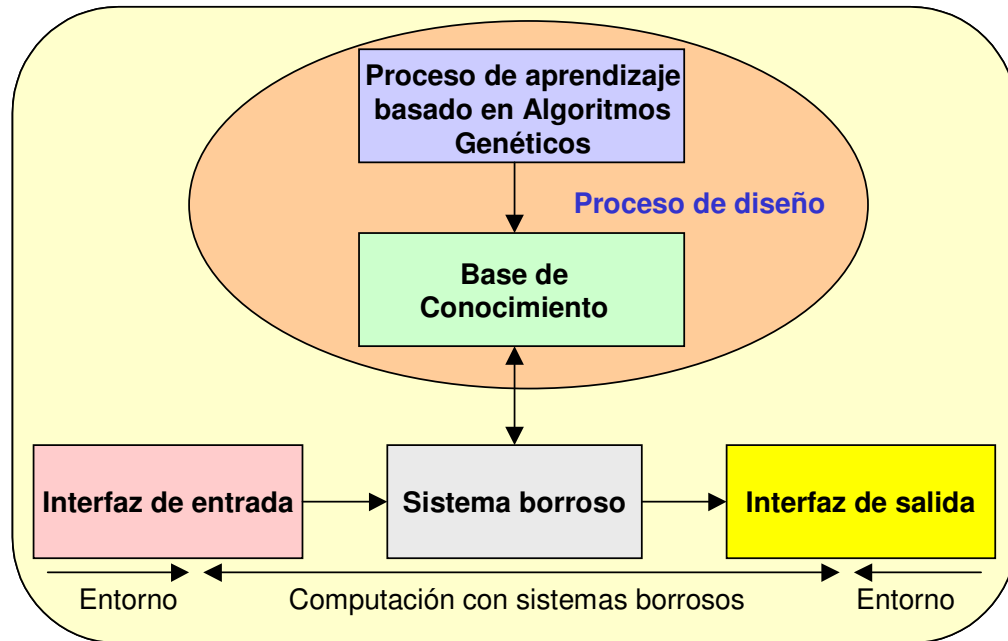 Proceso de aprendizaje
basado en Algoritmos
Genéticos
Proceso de diseño
Base de
Conocimiento
Interfaz de entrada
Sistema borroso
Interfaz de salida
Entorno
Computación con sistemas borrosos
Entorno